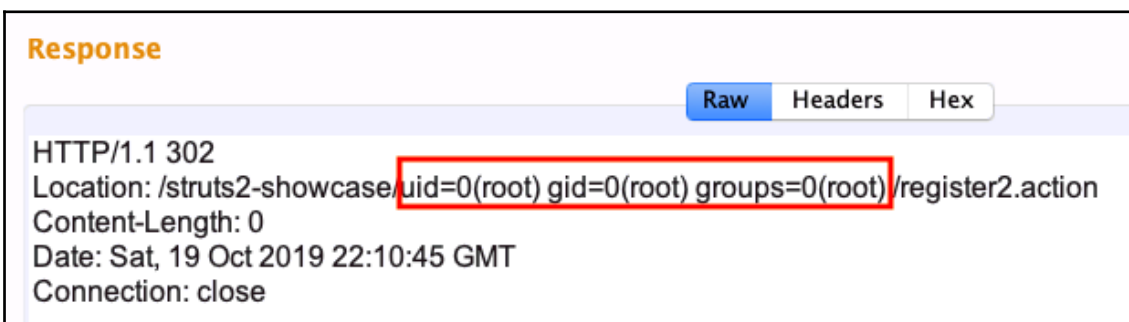 Response
Raw Headers Hex
HTTP/1.1 302
Location: /struts2-showcase/uid=0(root) gid=0(root) groups=0(root) /register2.action
Content-Length: 0
Date: Sat, 19 Oct 2019 22:10:45 GMT
Connection: close